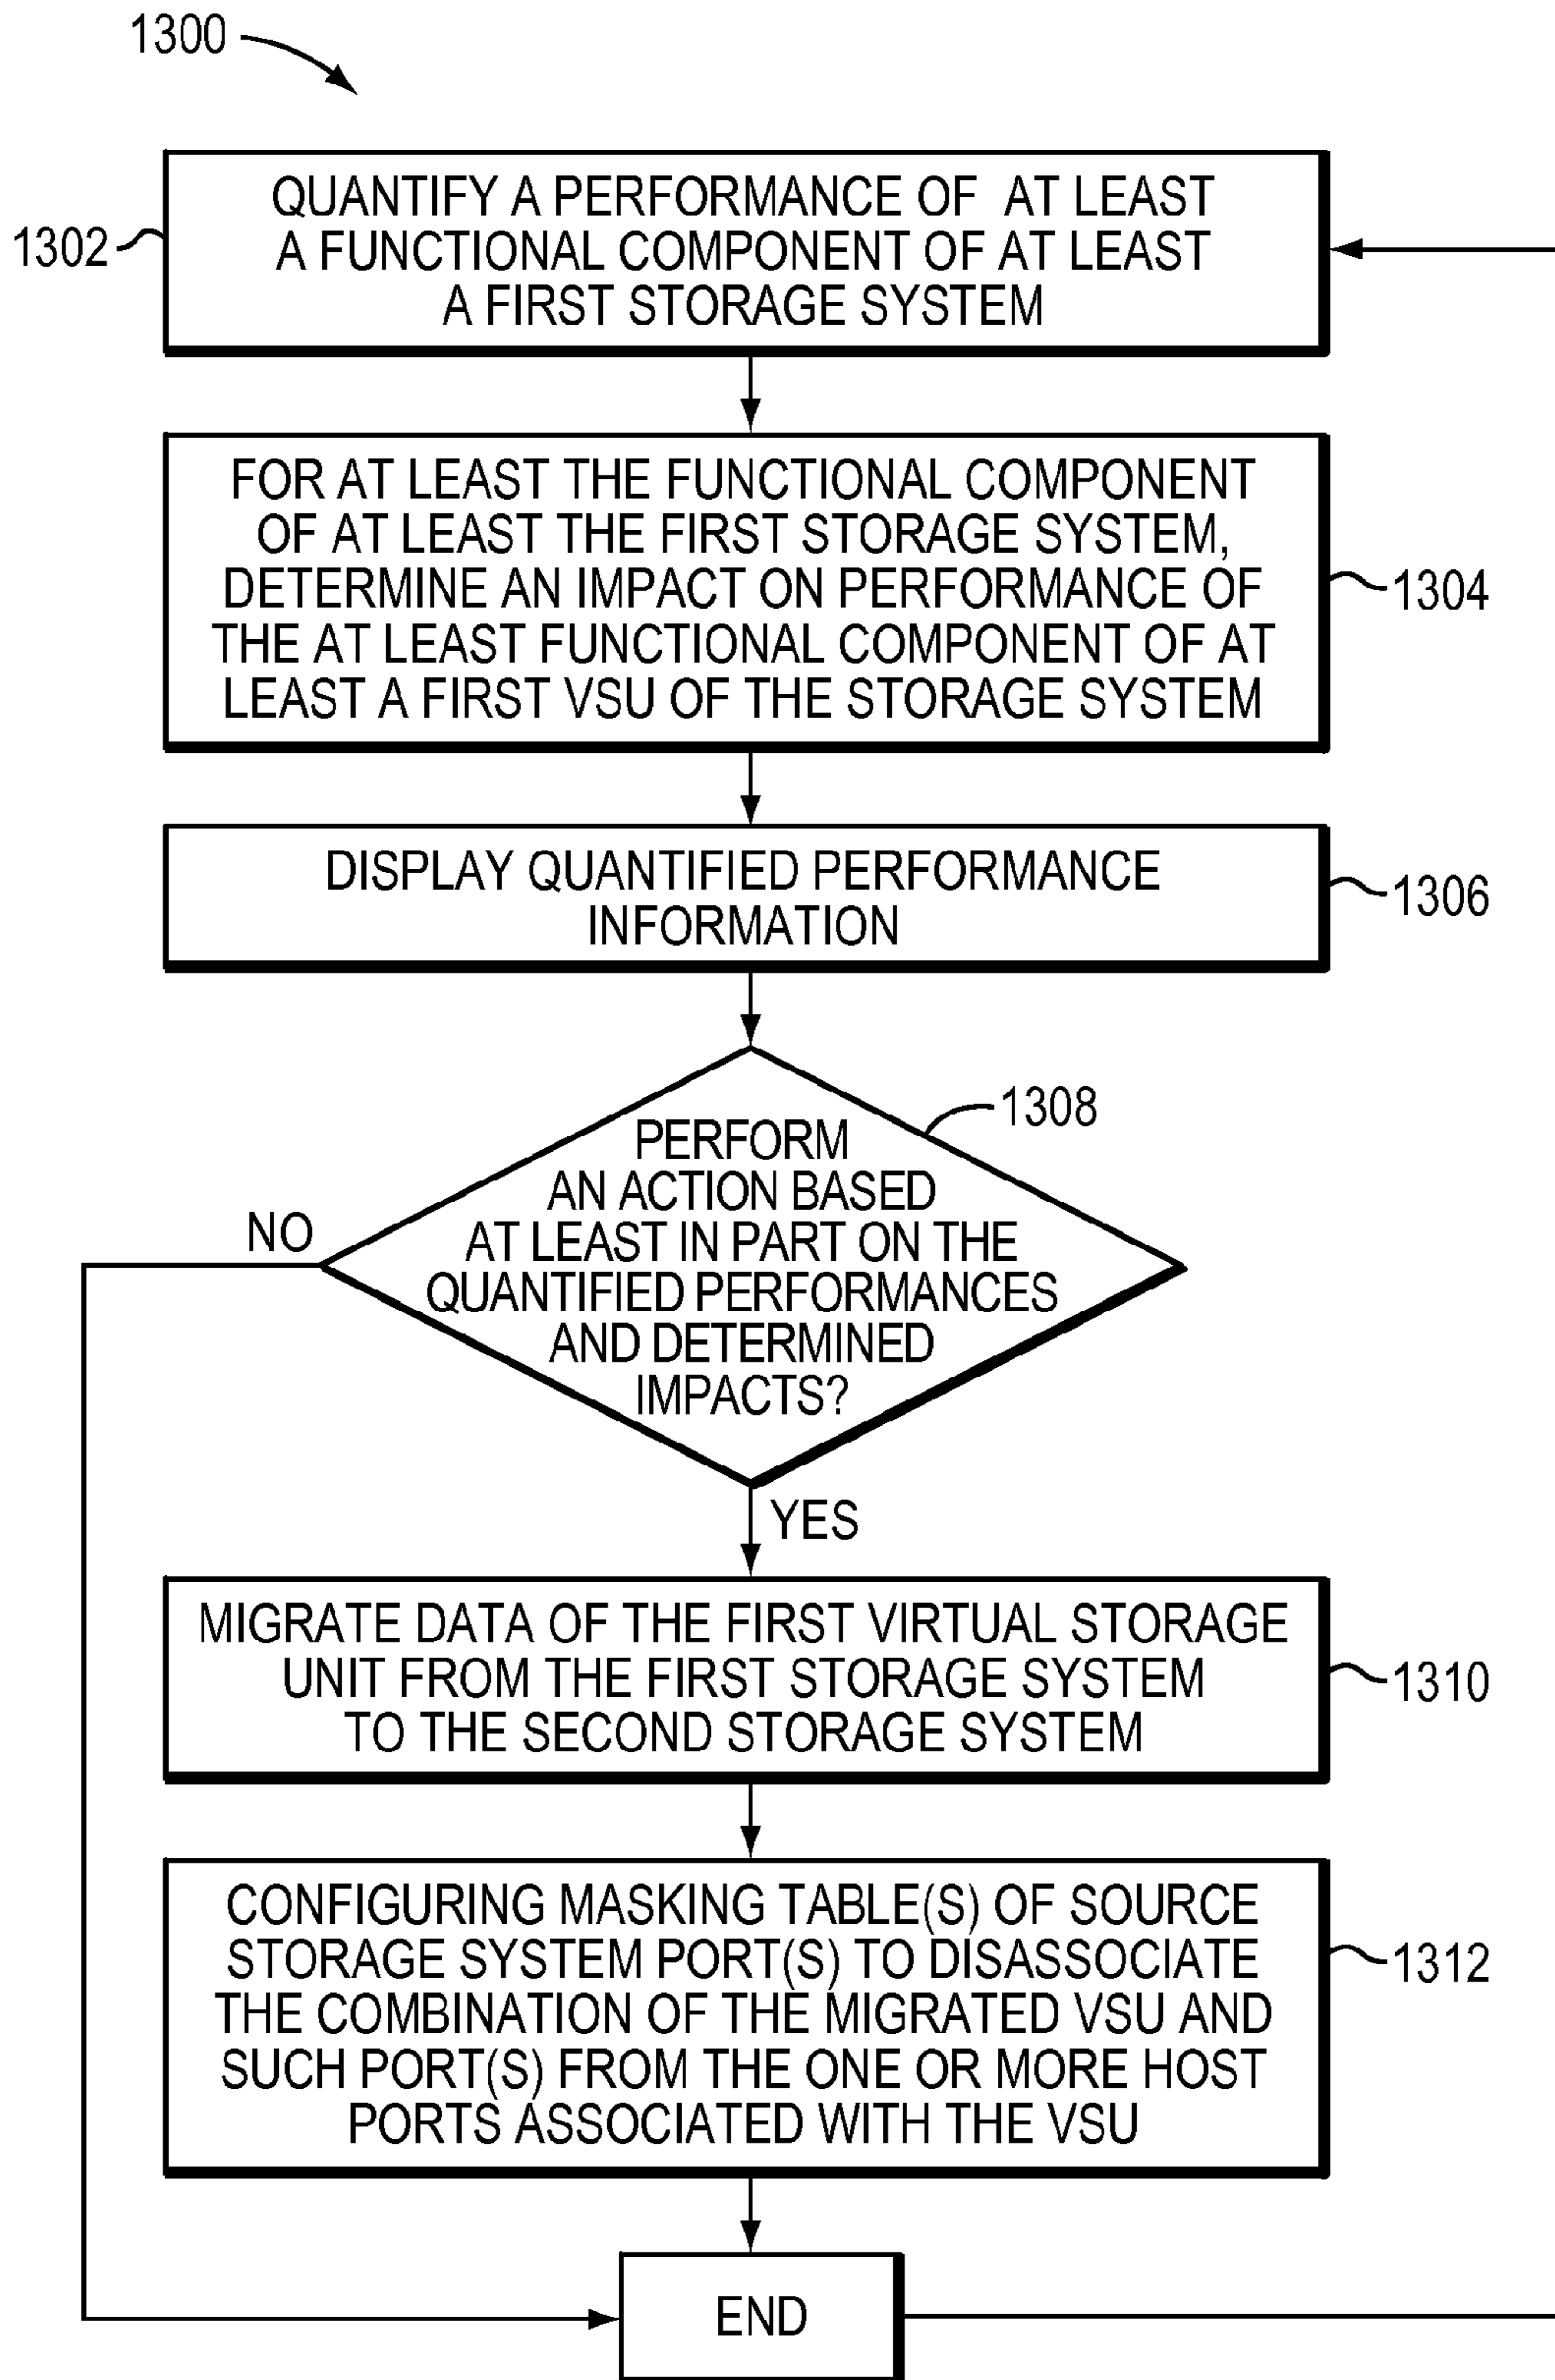 1300
QUANTIFY A PERFORMANCE OF AT LEAST
A FUNCTIONAL COMPONENT OF AT LEAST
A FIRST STORAGE SYSTEM
1302
FOR AT LEAST THE FUNCTIONAL COMPONENT
OF AT LEAST THE FIRST STORAGE SYSTEM,
DETERMINE AN IMPACT ON PERFORMANCE OF
THE AT LEAST FUNCTIONAL COMPONENT OF AT
LEAST A FIRST VSU OF THE STORAGE SYSTEM
1304
DISPLAY QUANTIFIED PERFORMANCE
INFORMATION
1306
PERFORM
AN ACTION BASED
AT LEAST IN PART ON THE
QUANTIFIED PERFORMANCES
AND DETERMINED
IMPACTS?
1308
NO
YES
MIGRATE DATA OF THE FIRST VIRTUAL STORAGE
UNIT FROM THE FIRST STORAGE SYSTEM
TO THE SECOND STORAGE SYSTEM
1310
CONFIGURING MASKING TABLE(S) OF SOURCE
STORAGE SYSTEM PORT(S) TO DISASSOCIATE
THE COMBINATION OF THE MIGRATED VSU AND
SUCH PORT(S) FROM THE ONE OR MORE HOST
PORTS ASSOCIATED WITH THE VSU
1312
END